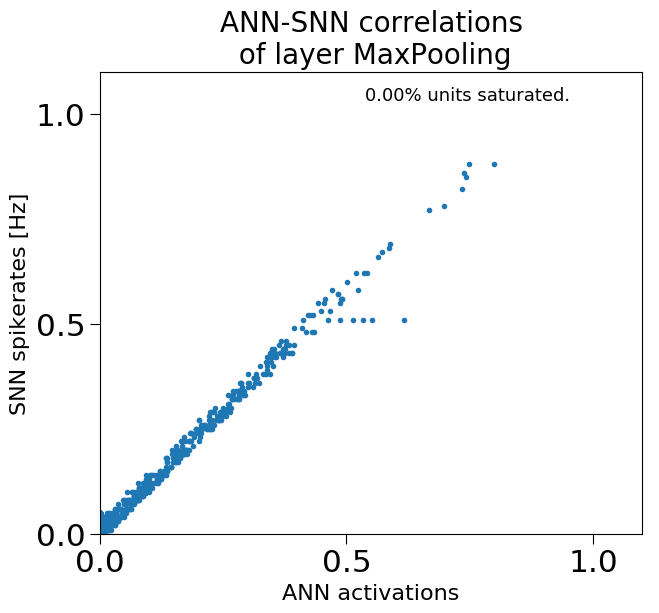 ANN-SNN correlations
of layer MaxPooling
0.00% units saturated.
1.0
SNN spikerates [Hz]
0.5
0.0
0.0 0.5 1.0
ANN activations